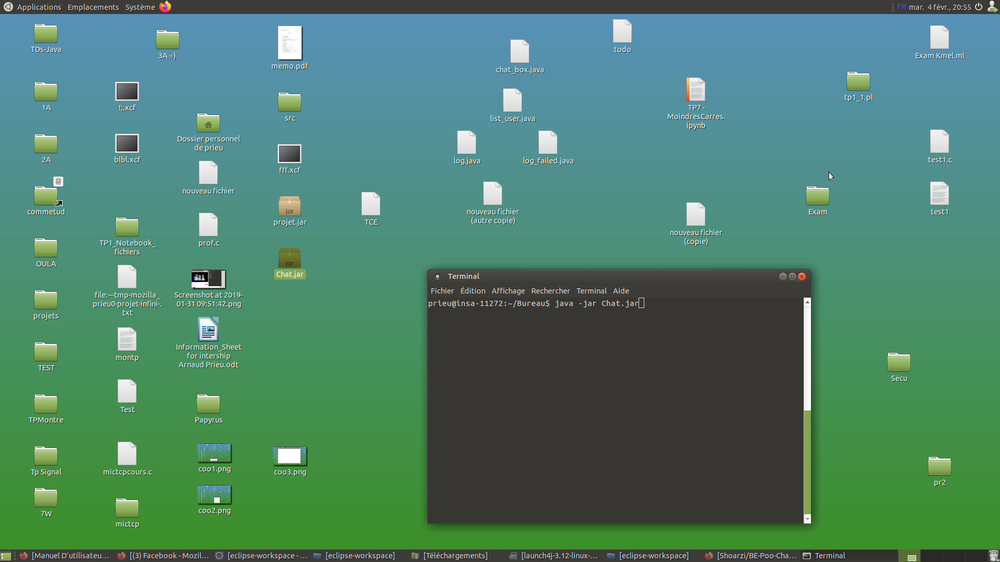 Applications Emplacements Système
FR mar. 4 févr., 20:55
TDs-Java
3A =)
memo.pdf
chat_box.java
todo
Exam Kmel.ml
1A
!;.xcf
Dossier personnel
de prieu
src
list_user.java
TP7 -
MoindresCarres.
ipynb
tp1_1.pl
2A
blbl.xcf
nouveau fichier
fff.xcf
log.java
log_failed.java
test1.c
commetud
TP1_Notebook_
fichiers
prof.c
projet.jar
jar
TCE
nouveau fichier
(autre copie)
nouveau fichier
(copie)
Exam
test1
OULA
file:---tmp-mozilla_
prieu0-projet-infini-.
txt
Screenshot at 2019-
01-31 09:51:42.png
jar
Chat.jar
projets
montp
Information_Sheet
for intership
Arnaud Prieu.odt
TEST
Test
Papyrus
TPMontre
Sécu
Tp Signal
mictcpcours.c
coo1.png
coo3.png
pr2
7W
mictcp
coo2.png
Terminal
Fichier Édition Affichage Rechercher Terminal Aide
prieu@insa-11272:~/Bureau$ java -jar Chat.jar
[Manuel D'utilisateu... [(3) Facebook - Mozil... [eclipse-workspace - ... [eclipse-workspace] [Téléchargements] [launch4j-3.12-linux-... [eclipse-workspace] [Shoarzi/BE-Poo-Cha... Terminal